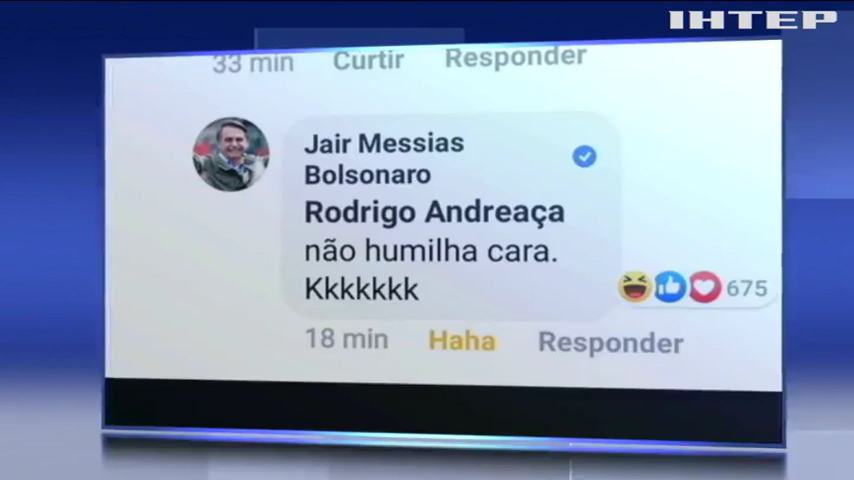 ІНТЕР
33 min Curtir Responder
Jair Messias
Bolsonaro
Rodrigo Andreaça
não humilha cara.
Kkkkkkk
675
18 min Haha Responder